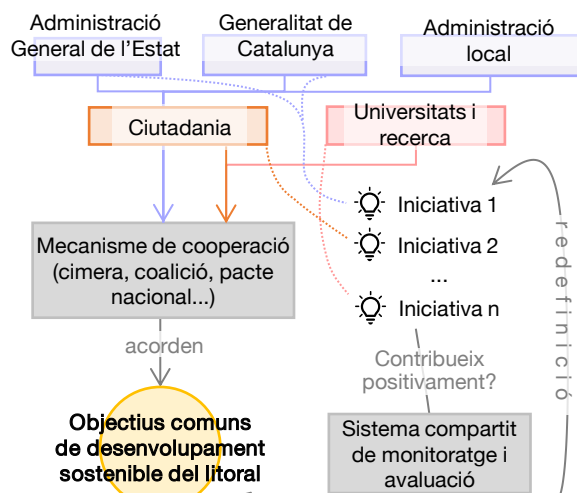 Administració
General de l’Estat
Generalitat de
Catalunya
Administració
local
Ciutadania
Universitats i
recerca
Iniciativa 1
Iniciativa 2
...
Iniciativa n
Mecanisme de cooperació
(cimera, coalició, pacte
nacional...)
acorden
Contribueix
positivament?
redefinició
Objectius comuns
de desenvolupament
sostenible del litoral
Sistema compartit
de monitoratge i
avaluació